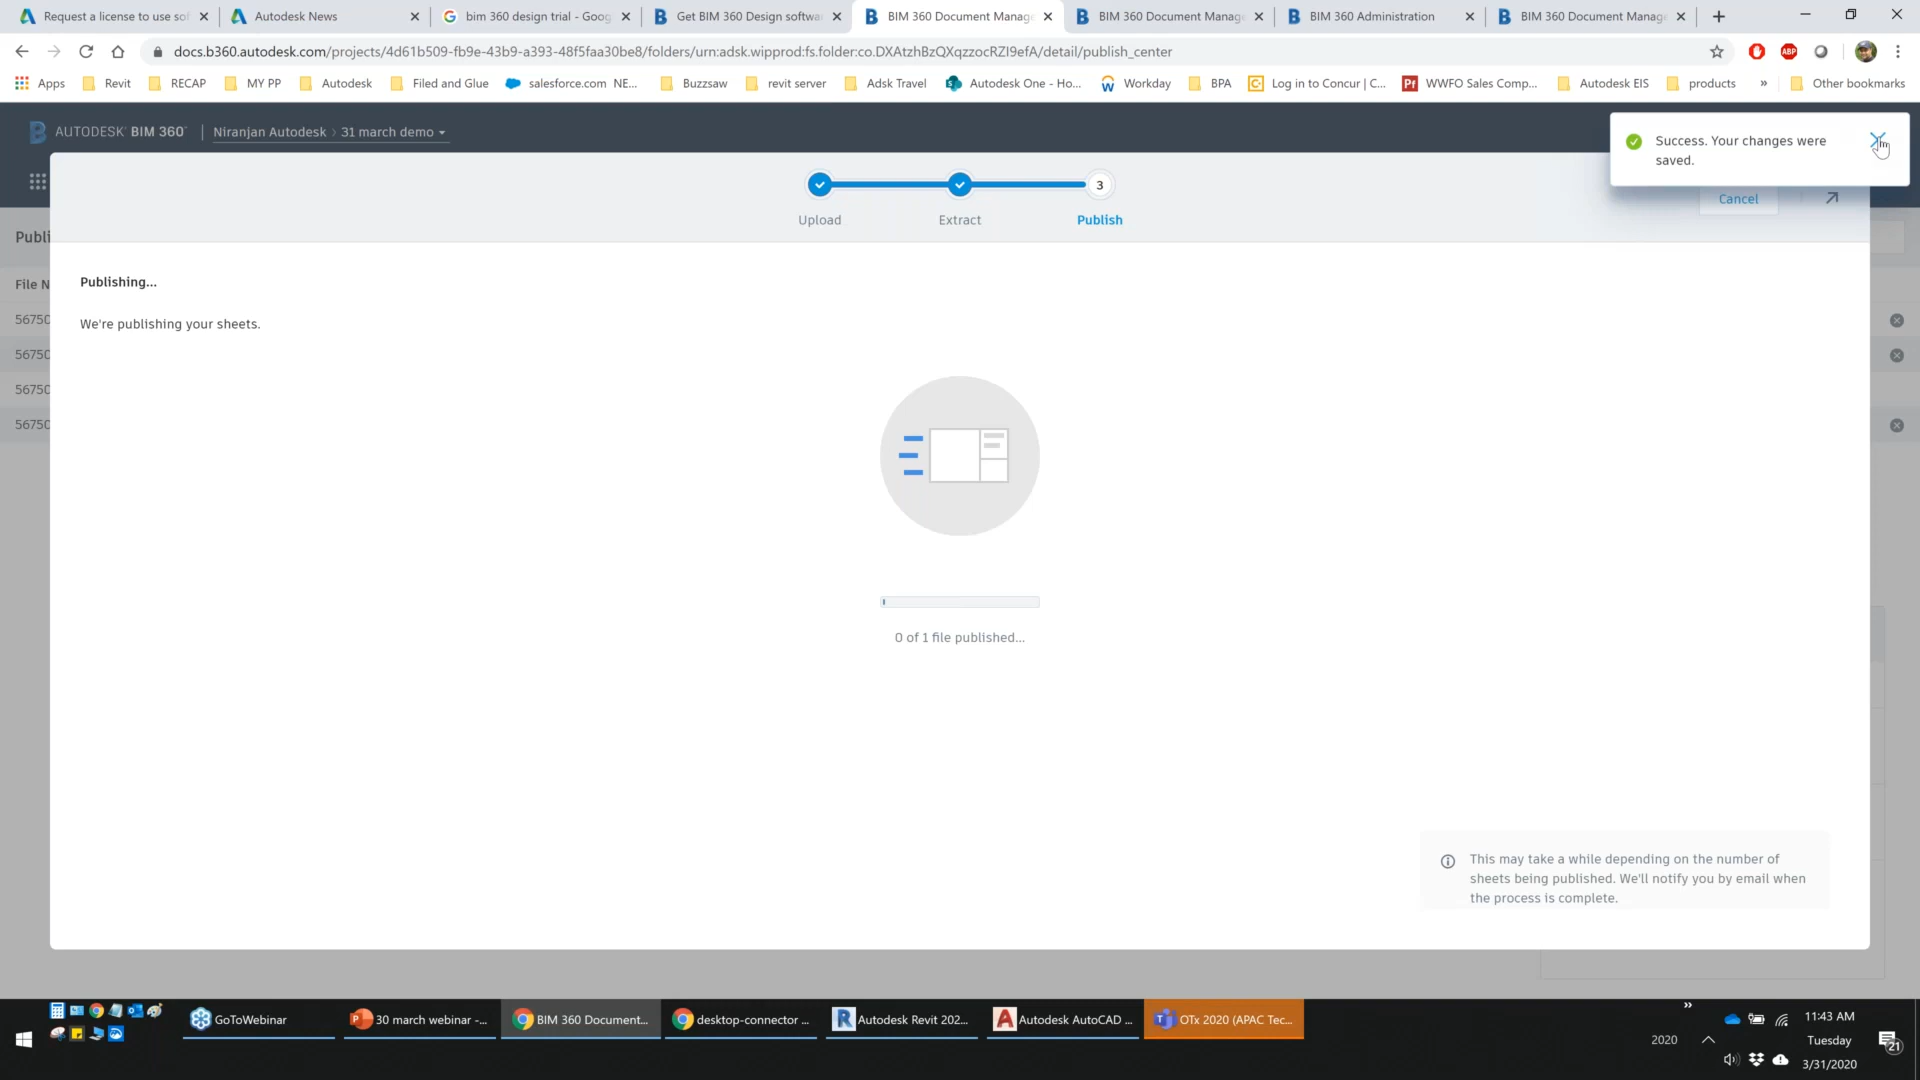 Request a license to use sof
Autodesk News
bim 360 design trial - Goog
Get BIM 360 Design softwa
BIM 360 Document Manag
BIM 360 Document Manag
BIM 360 Administration
BIM 360 Document Manag
docs.b360.autodesk.com/projects/4d61b509-fb9e-43b9-a393-48f5faa30be8/folders/urn:adsk.wipprod:fs.folder:co.DXAtzhBzQXqzzocRZI9efA/detail/publish_center
ABP
Apps
Revit
RECAP
MY PP
Autodesk
Filed and Glue
salesforce.com NE...
Buzzsaw
revit server
Adsk Travel
Autodesk One - Ho...
Workday
BPA
Log in to Concur | C...
WWFO Sales Comp...
Autodesk EIS
products
»
Other bookmarks
AUTODESK® BIM 360™
Niranjan Autodesk > 31 march demo
Success. Your changes were
saved.
3
Upload
Extract
Publish
Cancel
Publi
File N
56750
56750
56750
56750
Publishing...
We're publishing your sheets.
0 of 1 file published...
This may take a while depending on the number of
sheets being published. We'll notify you by email when
the process is complete.
GoToWebinar
30 march webinar -...
BIM 360 Document...
desktop-connector ...
Autodesk Revit 202...
Autodesk AutoCAD ...
OTx 2020 (APAC Tec...
»
2020
11:43 AM
Tuesday
3/31/2020
21